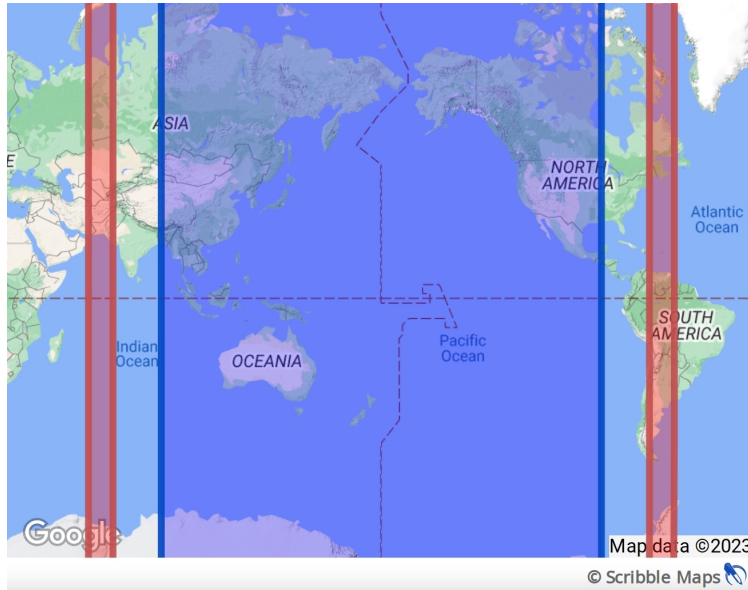 ASIA
E
NORTH
AMERICA
Atlantic
Ocean
SOUTH
AMERICA
Indian
Ocean
OCEANIA
Pacific
Ocean
Google
Map data ©2023
© Scribble Maps